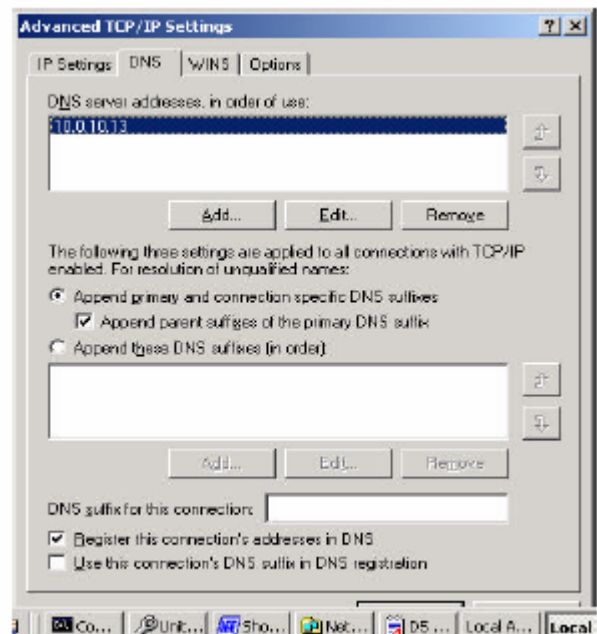 Advanced TCP/IP Settings
IP Settings DNS WINS Options
DNS server addresses, in order of use:
10.0.10.13
Add... Edit... Remove
The following three settings are applied to all connections with TCP/IP
enabled. For resolution of unqualified names:
Append primary and connection specific DNS suffixes
Append parent suffixes of the primary DNS suffix
Append these DNS suffixes (in order)
Add... Edit... Remove
DNS suffix for this connection:
Register this connection's addresses in DNS
Use this connection's DNS suffix in DNS registration
Co... Unit... Sho... Net... D5 ... Local A... Local